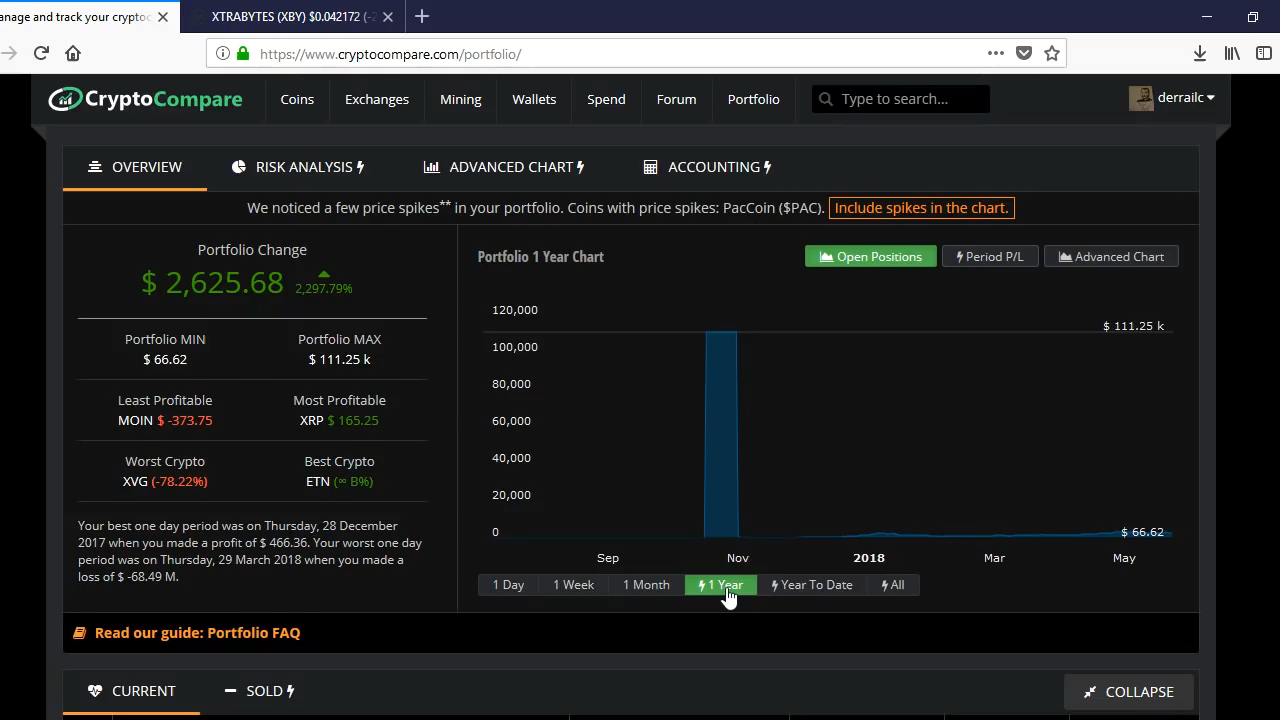 anage and track your cryptoc
XTRABYTES (XBY) $0.042172 (-2
https://www.cryptocompare.com/portfolio/
CryptoCompare
Coins
Exchanges
Mining
Wallets
Spend
Forum
Portfolio
Type to search...
derrailc
OVERVIEW
RISK ANALYSIS
ADVANCED CHART
ACCOUNTING
We noticed a few price spikes** in your portfolio. Coins with price spikes: PacCoin ($PAC). Include spikes in the chart.
Portfolio Change
$ 2,625.68 2,297.79%
Portfolio MIN
$ 66.62
Portfolio MAX
$ 111.25 k
Least Profitable
MOIN $ -373.75
Most Profitable
XRP $ 165.25
Worst Crypto
XVG (-78.22%)
Best Crypto
ETN (∞ B%)
Your best one day period was on Thursday, 28 December
2017 when you made a profit of $ 466.36. Your worst one day
period was on Thursday, 29 March 2018 when you made a
loss of $ -68.49 M.
Portfolio 1 Year Chart
Open Positions
Period P/L
Advanced Chart
120,000
100,000
80,000
60,000
40,000
20,000
0
$ 111.25 k
$ 66.62
Sep
Nov
2018
Mar
May
1 Day
1 Week
1 Month
1 Year
Year To Date
All
Read our guide: Portfolio FAQ
CURRENT
SOLD
COLLAPSE